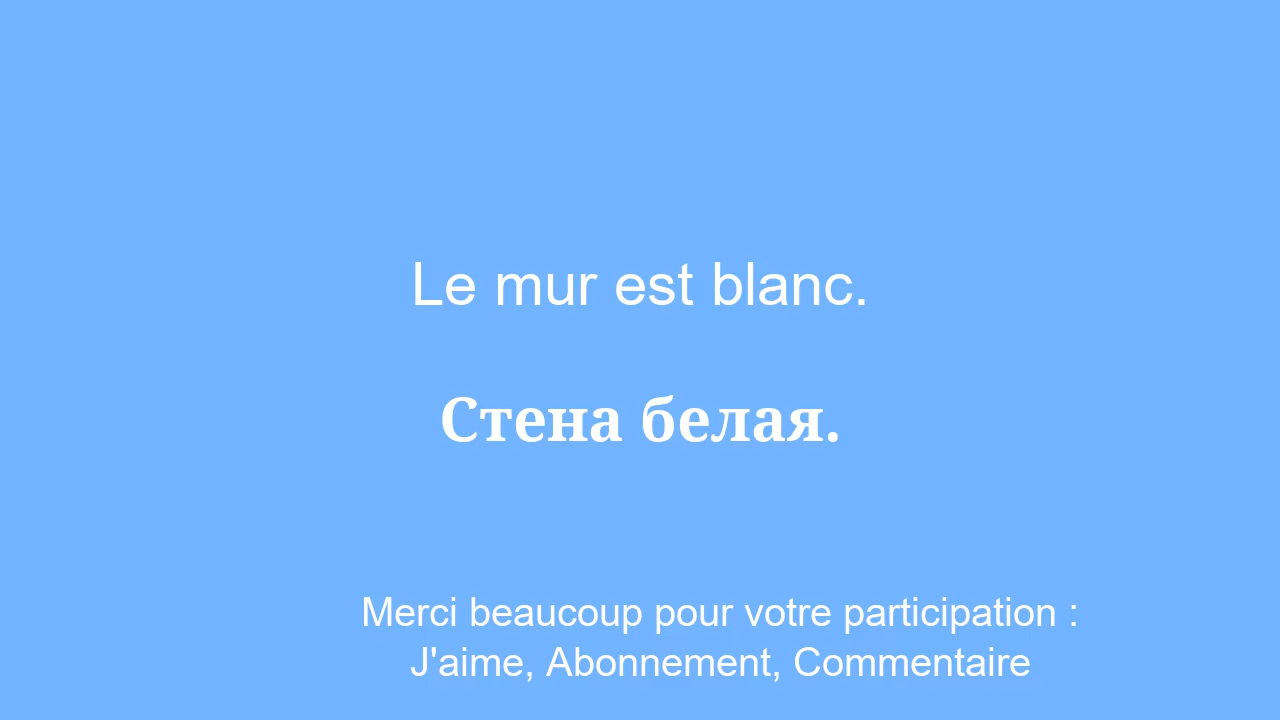 Le mur est blanc.
Стена белая.
Merci beaucoup pour votre participation :
J'aime, Abonnement, Commentaire